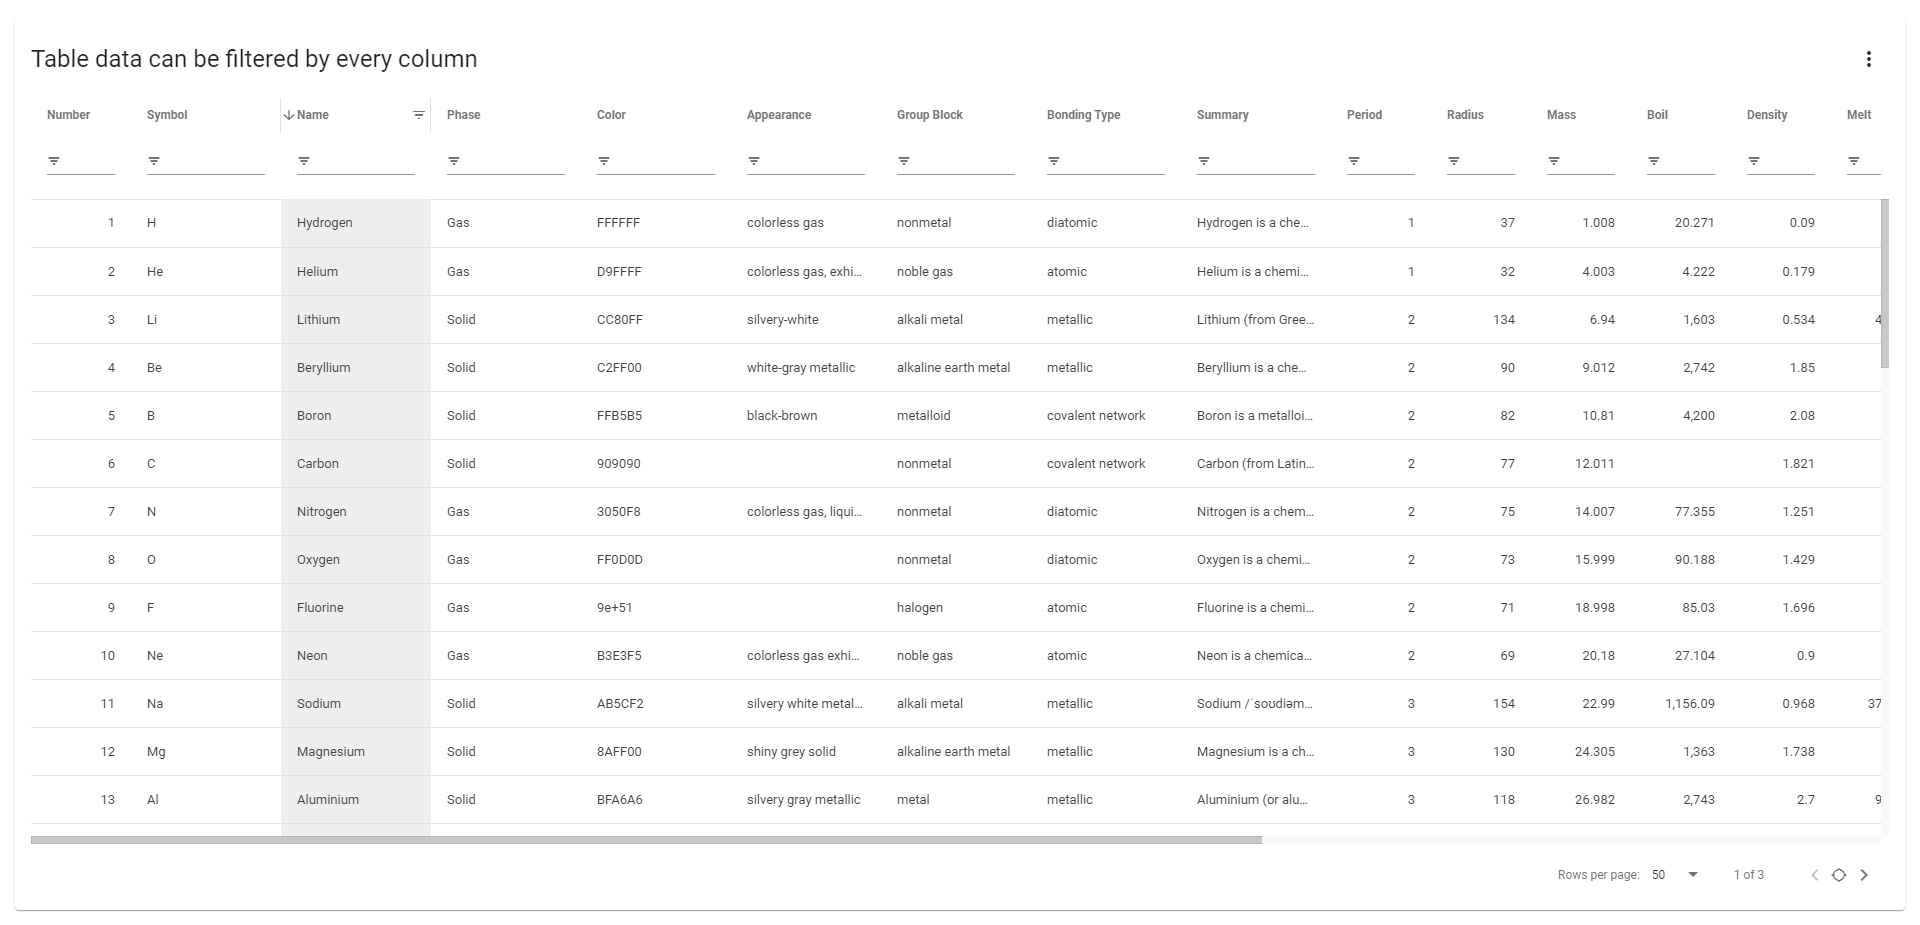 Table data can be filtered by every column
Number Symbol Name Phase Color Appearance Group Block Bonding Type Summary Period Radius Mass Boil Density Melt
1 H Hydrogen Gas FFFFFF colorless gas nonmetal diatomic Hydrogen is a che... 1 37 1.008 20.271 0.09
2 He Helium Gas D9FFFF colorless gas, exhi... noble gas atomic Helium is a chemi... 1 32 4.003 4.222 0.179
3 Li Lithium Solid CC80FF silvery-white alkali metal metallic Lithium (from Gree... 2 134 6.94 1,603 0.534 4
4 Be Beryllium Solid C2FF00 white-gray metallic alkaline earth metal metallic Beryllium is a che... 2 90 9.012 2,742 1.85
5 B Boron Solid FFB5B5 black-brown metalloid covalent network Boron is a metalloi... 2 82 10.81 4,200 2.08
6 C Carbon Solid 909090 nonmetal covalent network Carbon (from Latin... 2 77 12.011 1.821
7 N Nitrogen Gas 3050F8 colorless gas, liqui... nonmetal diatomic Nitrogen is a chem... 2 75 14.007 77.355 1.251
8 O Oxygen Gas FF0D0D nonmetal diatomic Oxygen is a chemi... 2 73 15.999 90.188 1.429
9 F Fluorine Gas 9e+51 halogen atomic Fluorine is a chemi... 2 71 18.998 85.03 1.696
10 Ne Neon Gas B3E3F5 colorless gas exhi... noble gas atomic Neon is a chemica... 2 69 20.18 27.104 0.9
11 Na Sodium Solid AB5CF2 silvery white metal... alkali metal metallic Sodium /ˈsoʊdiəm... 3 154 22.99 1,156.09 0.968 37
12 Mg Magnesium Solid 8AFF00 shiny grey solid alkaline earth metal metallic Magnesium is a ch... 3 130 24.305 1,363 1.738
13 Al Aluminium Solid BFA6A6 silvery gray metallic metal metallic Aluminium (or alu... 3 118 26.982 2,743 2.7 9
Rows per page: 50 1 of 3